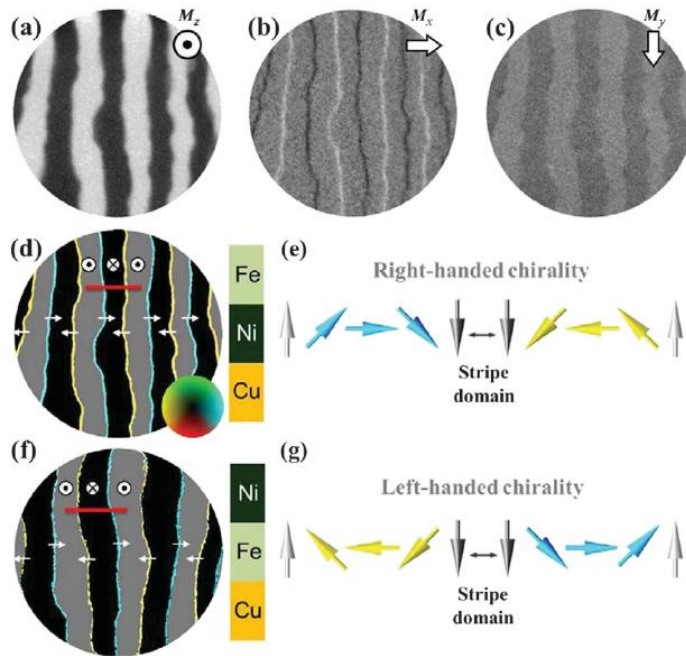 (a) M_z
(b) M_x
(c) M_y
(d)
Fe
Ni
Cu
(e)
Right-handed chirality
Stripe
domain
(f)
Ni
Fe
Cu
(g)
Left-handed chirality
Stripe
domain